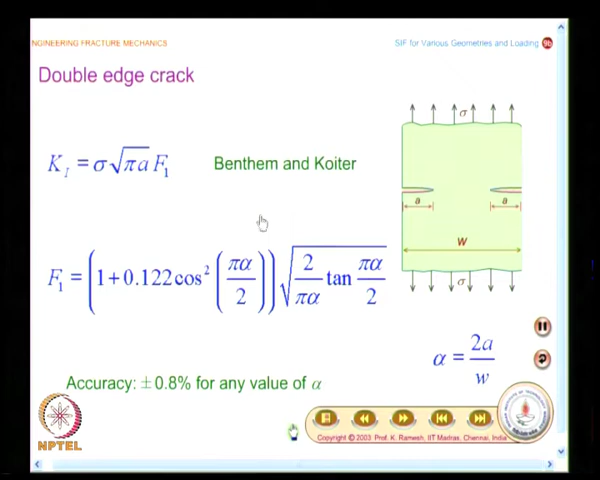 NGINEERING FRACTURE MECHANICS
SIF for Various Geometries and Loading 9b
Double edge crack
K_I = σ√(πa) F_1
Benthem and Koiter
σ
a
a
W
σ
F_1 = (1 + 0.122 cos² (πα/2)) √(2/(πα) tan πα/2)
α = 2a/w
Accuracy: ± 0.8% for any value of α
NPTEL
Copyright © 2003 Prof. K. Ramesh, IIT Madras, Chennai, India